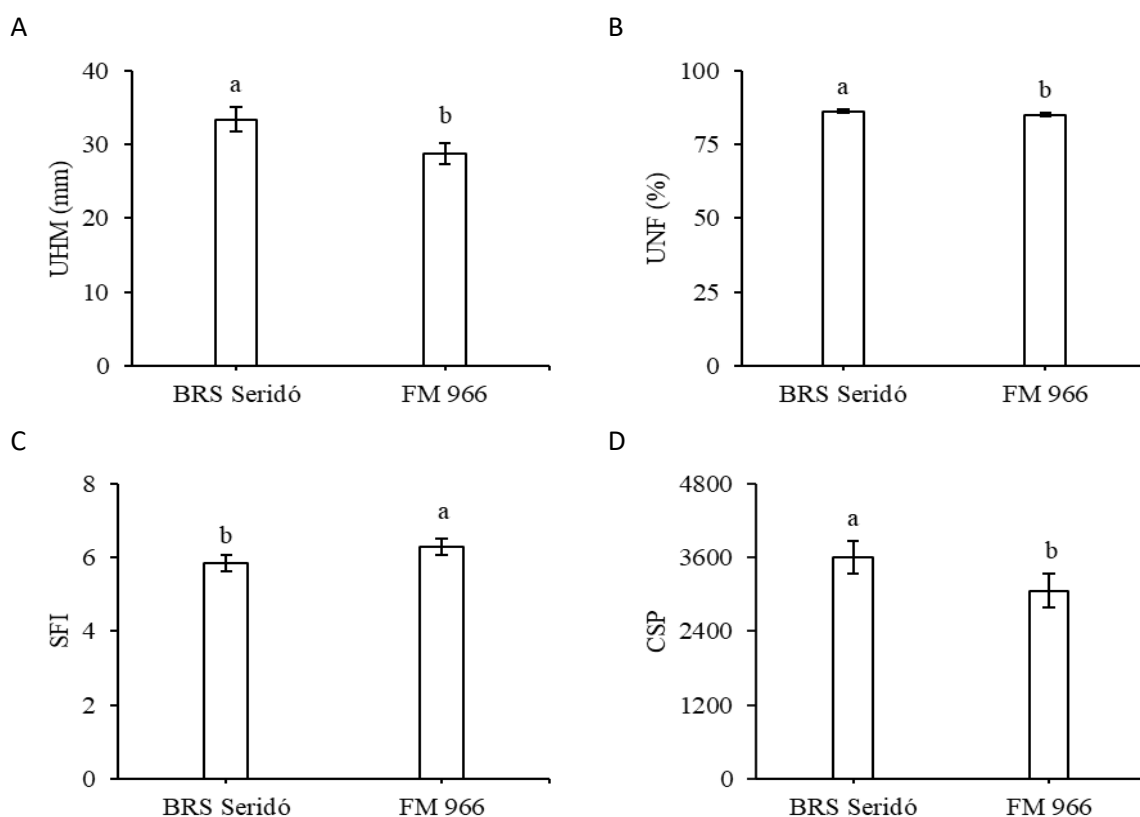 A
UHM (mm)
40
30
20
10
0
a
b
BRS Seridó FM 966
B
UNF (%)
100
75
50
25
0
a
b
BRS Seridó FM 966
C
SFI
8
6
4
2
0
b
a
BRS Seridó FM 966
D
CSP
4800
3600
2400
1200
0
a
b
BRS Seridó FM 966